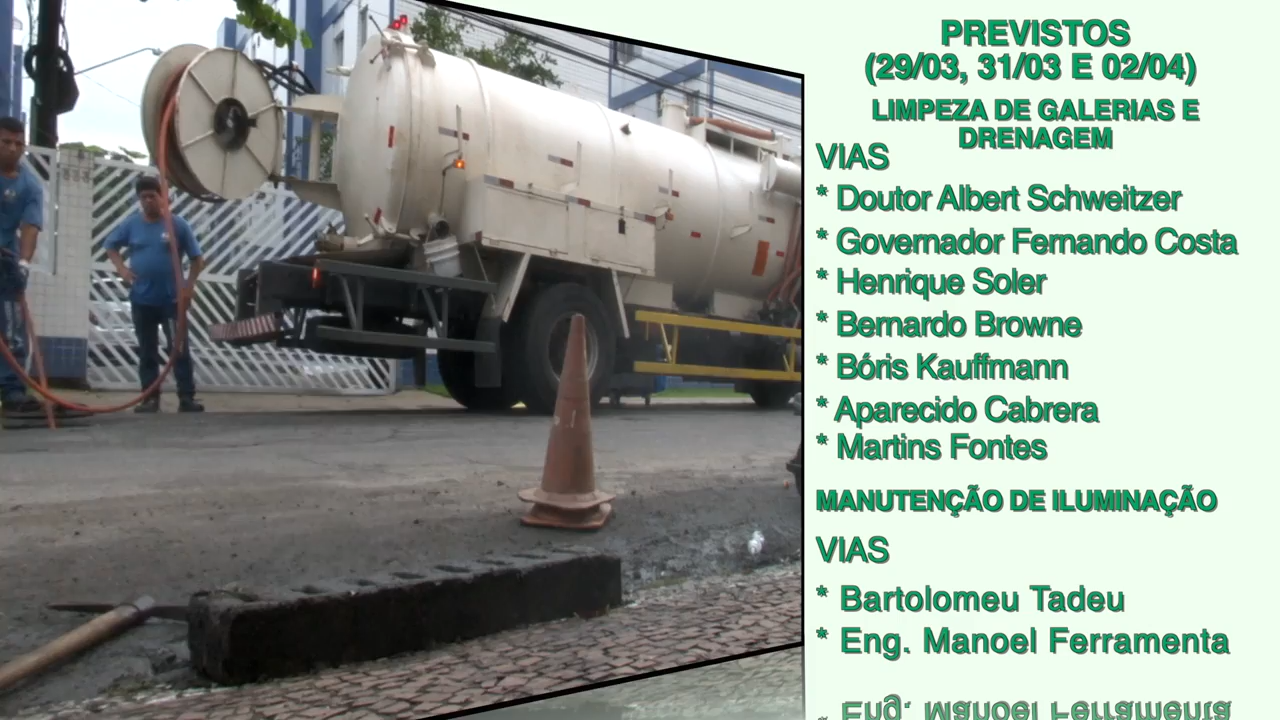 PREVISTOS
(29/03, 31/03 E 02/04)
LIMPEZA DE GALERIAS E
DRENAGEM
VIAS
* Doutor Albert Schweitzer
* Governador Fernando Costa
* Henrique Soler
* Bernardo Browne
* Bóris Kauffmann
* Aparecido Cabrera
* Martins Fontes
MANUTENÇÃO DE ILUMINAÇÃO
VIAS
* Bartolomeu Tadeu
* Eng. Manoel Ferramenta